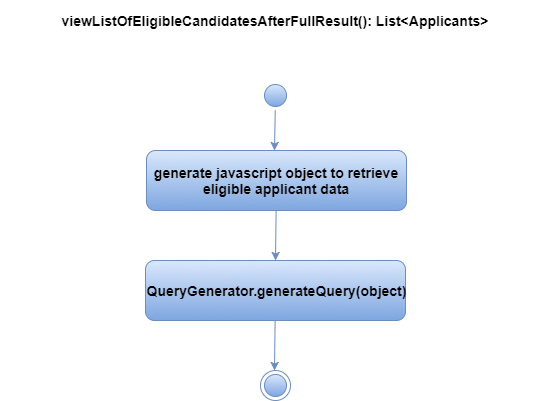 viewListOfEligibleCandidatesAfterFullResult(): List<Applicants>
generate javascript object to retrieve
eligible applicant data
QueryGenerator.generateQuery(object)